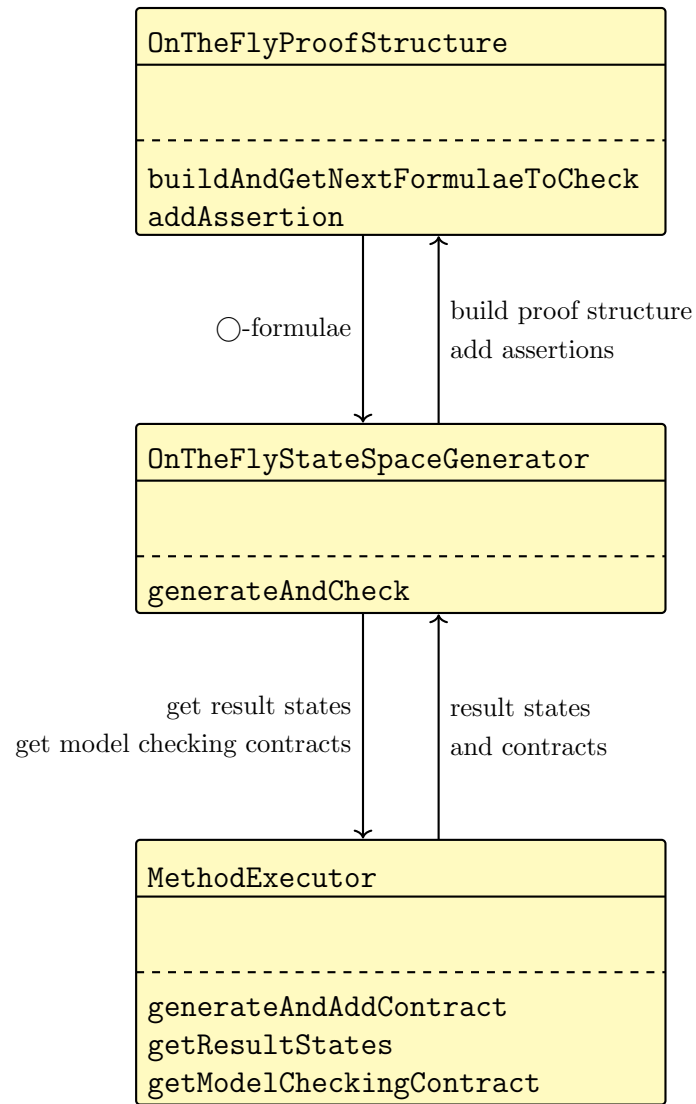 OnTheFlyProofStructure
buildAndGetNextFormulaeToCheck
addAssertion
◯-formulae
build proof structure
add assertions
OnTheFlyStateSpaceGenerator
generateAndCheck
get result states
get model checking contracts
result states
and contracts
MethodExecutor
generateAndAddContract
getResultStates
getModelCheckingContract